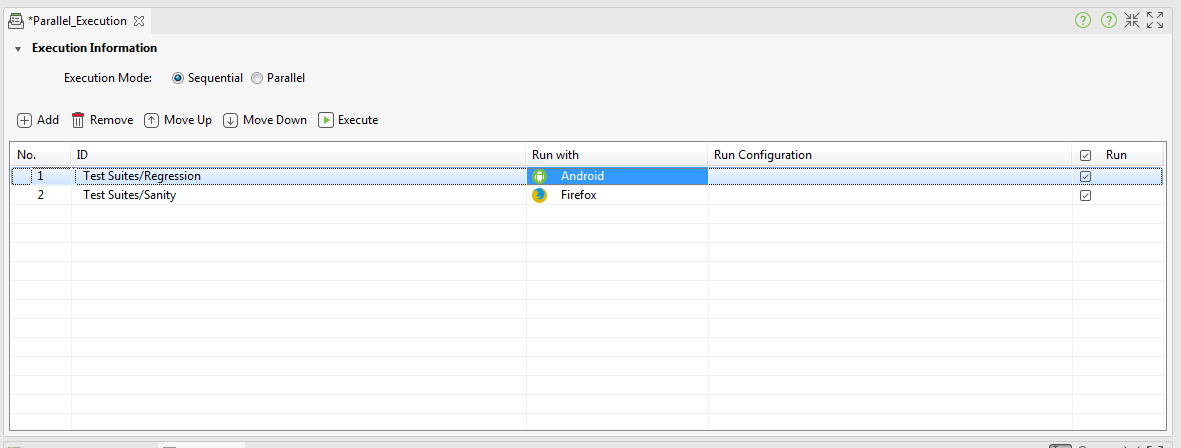 *Parallel_Execution
Execution Information
Execution Mode: Sequential Parallel
Add Remove Move Up Move Down Execute
No. ID Run with Run Configuration Run
1 Test Suites/Regression Android
2 Test Suites/Sanity Firefox